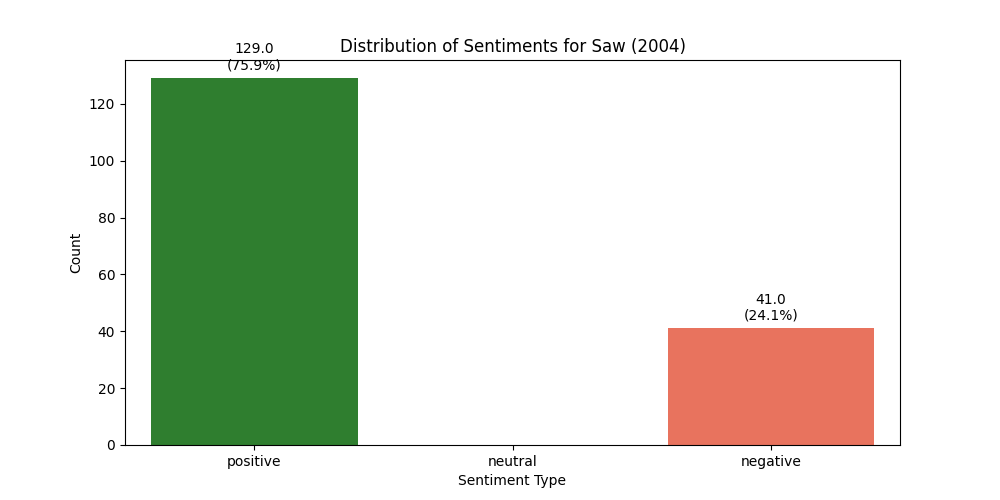 Distribution of Sentiments for Saw (2004)
129.0
(75.9%)
41.0
(24.1%)
120
100
80
60
40
20
0
Count
positive
neutral
negative
Sentiment Type